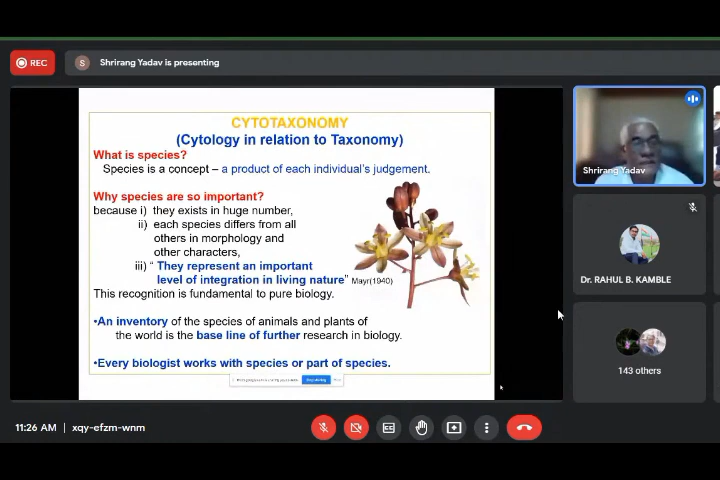 REC
S
Shrirang Yadav is presenting
CYTOTAXONOMY
(Cytology in relation to Taxonomy)
What is species?
Species is a concept – a product of each individual's judgement.
Why species are so important?
because i) they exists in huge number,
ii) each species differs from all
others in morphology and
other characters,
iii) “ They represent an important
level of integration in living nature” Mayr(1940)
This recognition is fundamental to pure biology.
•An inventory of the species of animals and plants of
the world is the base line of further research in biology.
•Every biologist works with species or part of species.
Shrirang Yadav
Dr. RAHUL B. KAMBLE
143 others
11:26 AM | xqy-efzm-wnm